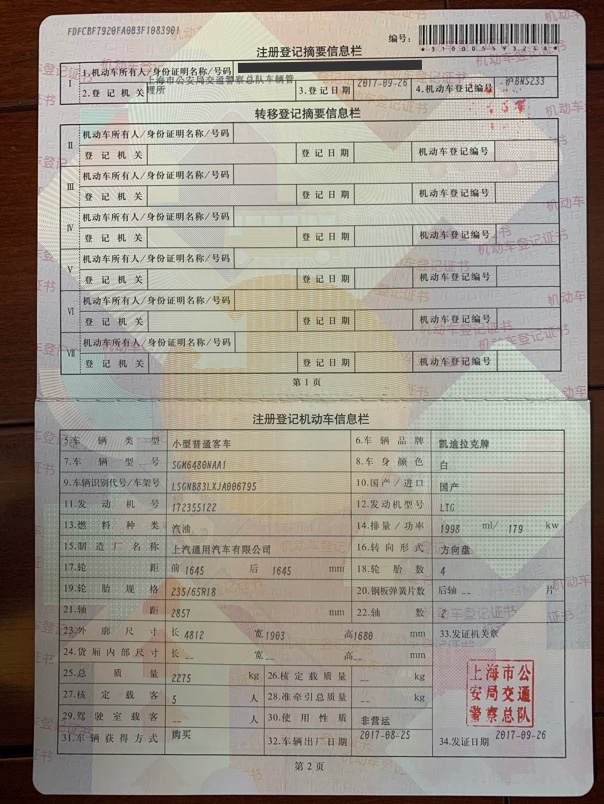 FDFCBF7920FA0B3F1083901
编号:
*310005493268*
注册登记摘要信息栏
I 1.机动车所有人/身份证明名称/号码
2.登记机关 上海市公安局交通警察总队车辆管理所 3.登记日期 2017-09-26 4.机动车登记编号 沪BNS233
转移登记摘要信息栏
II 机动车所有人/身份证明名称/号码
登记机关 登记日期 机动车登记编号
III 机动车所有人/身份证明名称/号码
登记机关 登记日期 机动车登记编号
IV 机动车所有人/身份证明名称/号码
登记机关 登记日期 机动车登记编号
V 机动车所有人/身份证明名称/号码
登记机关 登记日期 机动车登记编号
VI 机动车所有人/身份证明名称/号码
登记机关 登记日期 机动车登记编号
VII 机动车所有人/身份证明名称/号码
登记机关 登记日期 机动车登记编号
第 1 页
注册登记机动车信息栏
5.车辆类型 小型普通客车 6.车辆品牌 凯迪拉克牌
7.车辆型号 SGM6480NAA1 8.车身颜色 白
9.车辆识别代号/车架号 LSGNB83LXJA006795 10.国产/进口 国产
11.发动机号 172355122 12.发动机型号 LTG
13.燃料种类 汽油 14.排量/功率 1998 ml/ 179 kw
15.制造厂名称 上汽通用汽车有限公司 16.转向形式 方向盘
17.轮距 前 1645 后 1645 mm 18.轮胎数 4
19.轮胎规格 235/65R18 20.钢板弹簧片数 后轴 -- 片
21.轴距 2857 mm 22.轴数 2
23.外廓尺寸 长 4812 宽 1903 高 1680 mm 33.发证机关章
24.货厢内部尺寸 长 -- 宽 -- 高 -- mm
25.总质量 2275 kg 26.核定载质量 -- kg
上海市公安局交通警察总队
27.核定载客 5 人 28.准牵引总质量 -- kg
29.驾驶室载客 -- 人 30.使用性质 非营运
31.车辆获得方式 购买 32.车辆出厂日期 2017-08-25 34.发证日期 2017-09-26
第 2 页